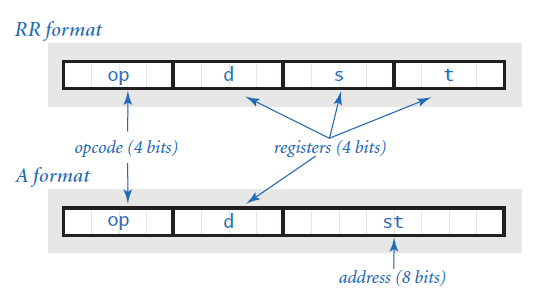 RR format
op d s t
opcode (4 bits) registers (4 bits)
A format
op d st
address (8 bits)